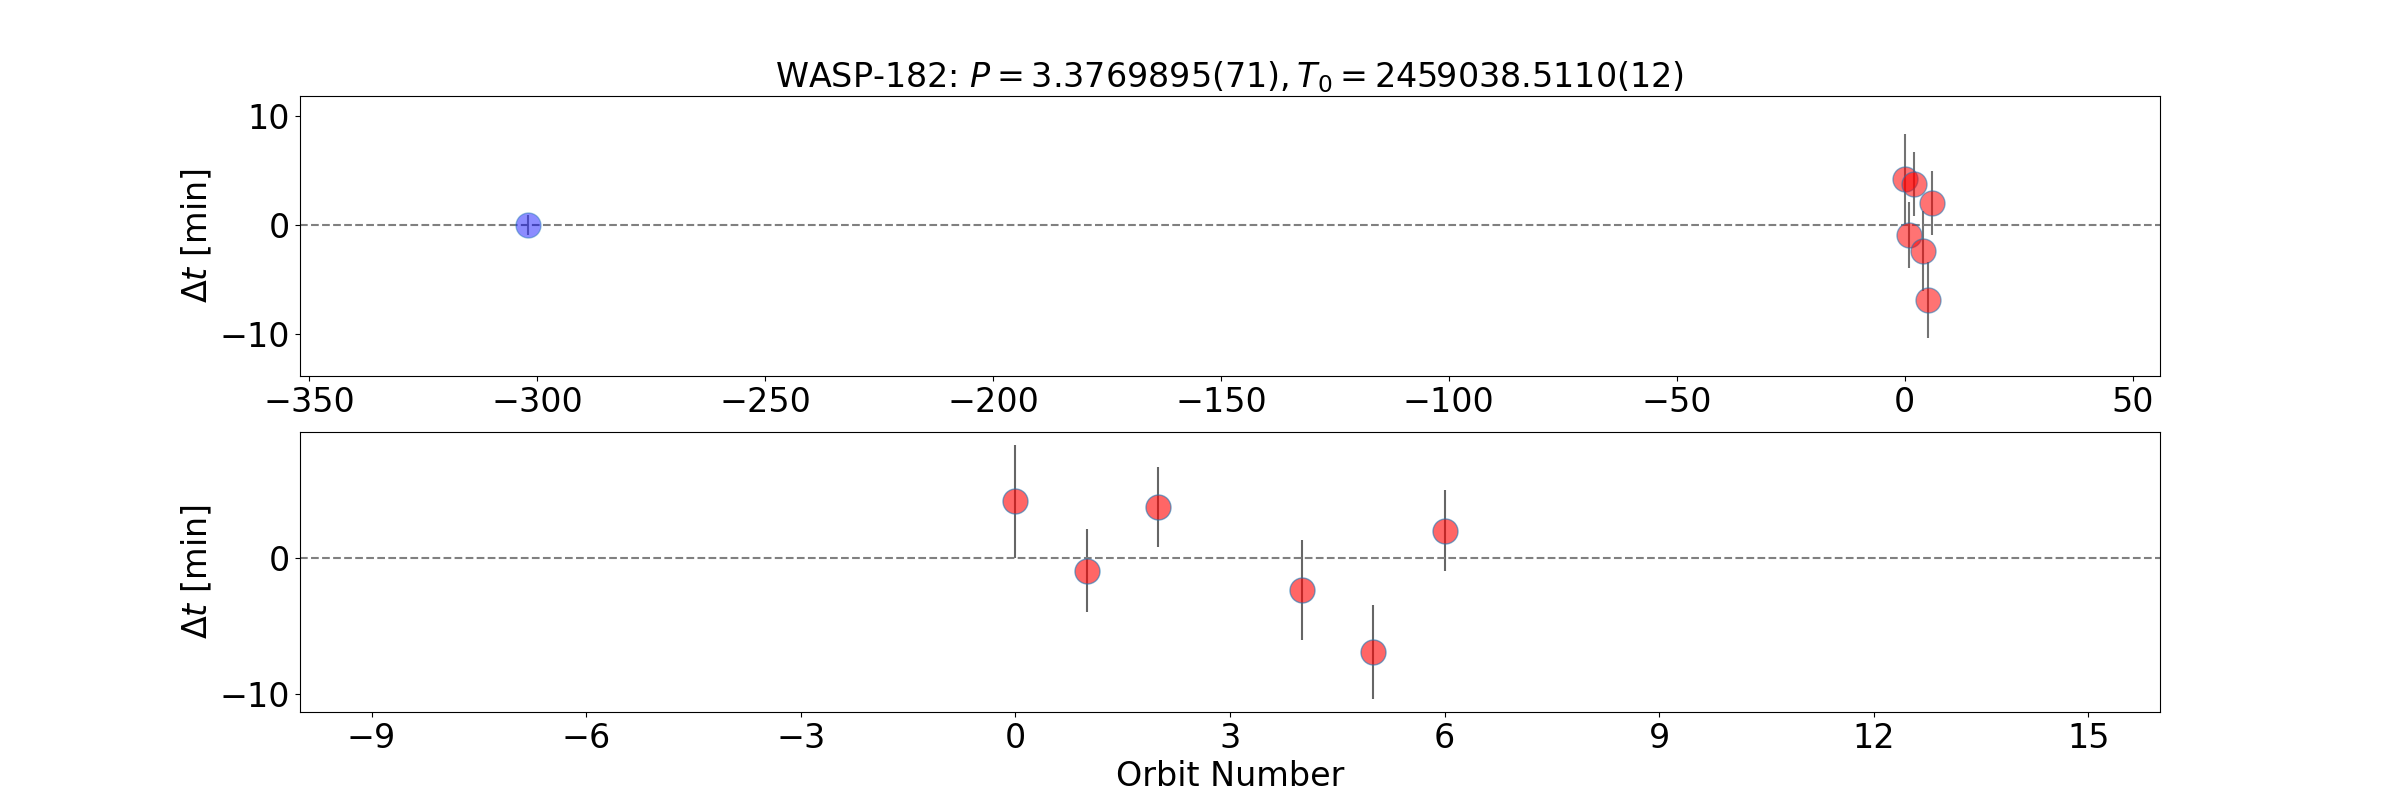 WASP-182: P = 3.3769895(71), T₀ = 2459038.5110(12)
10
0
−10
Δt [min]
−350 −300 −250 −200 −150 −100 −50 0 50
0
−10
Δt [min]
−9 −6 −3 0 3 6 9 12 15
Orbit Number